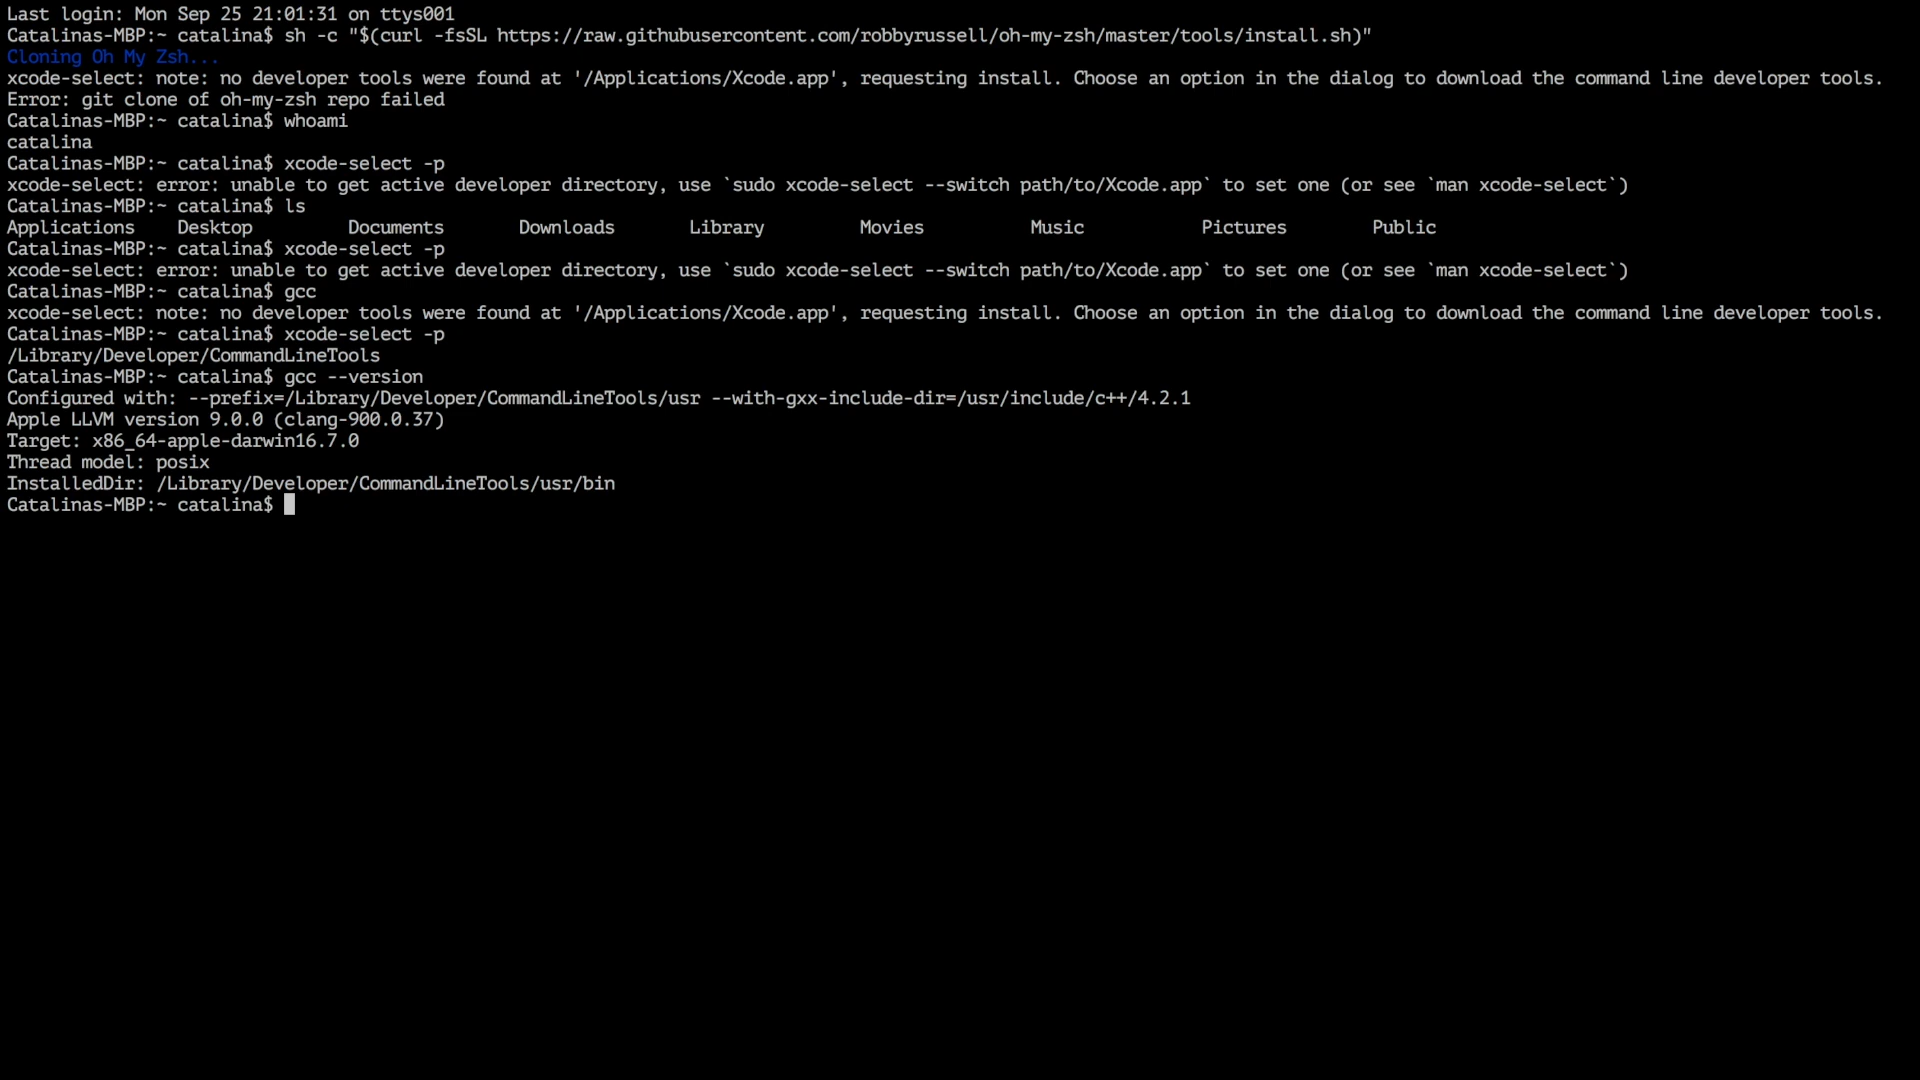 Last login: Mon Sep 25 21:01:31 on ttys001
Catalinas-MBP:~ catalina$ sh -c "$(curl -fsSL https://raw.githubusercontent.com/robbyrussell/oh-my-zsh/master/tools/install.sh)"
Cloning Oh My Zsh...
xcode-select: note: no developer tools were found at '/Applications/Xcode.app', requesting install. Choose an option in the dialog to download the command line developer tools.
Error: git clone of oh-my-zsh repo failed
Catalinas-MBP:~ catalina$ whoami
catalina
Catalinas-MBP:~ catalina$ xcode-select -p
xcode-select: error: unable to get active developer directory, use `sudo xcode-select --switch path/to/Xcode.app` to set one (or see `man xcode-select`)
Catalinas-MBP:~ catalina$ ls
Applications    Desktop         Documents       Downloads       Library         Movies          Music           Pictures        Public
Catalinas-MBP:~ catalina$ xcode-select -p
xcode-select: error: unable to get active developer directory, use `sudo xcode-select --switch path/to/Xcode.app` to set one (or see `man xcode-select`)
Catalinas-MBP:~ catalina$ gcc
xcode-select: note: no developer tools were found at '/Applications/Xcode.app', requesting install. Choose an option in the dialog to download the command line developer tools.
Catalinas-MBP:~ catalina$ xcode-select -p
/Library/Developer/CommandLineTools
Catalinas-MBP:~ catalina$ gcc --version
Configured with: --prefix=/Library/Developer/CommandLineTools/usr --with-gxx-include-dir=/usr/include/c++/4.2.1
Apple LLVM version 9.0.0 (clang-900.0.37)
Target: x86_64-apple-darwin16.7.0
Thread model: posix
InstalledDir: /Library/Developer/CommandLineTools/usr/bin
Catalinas-MBP:~ catalina$